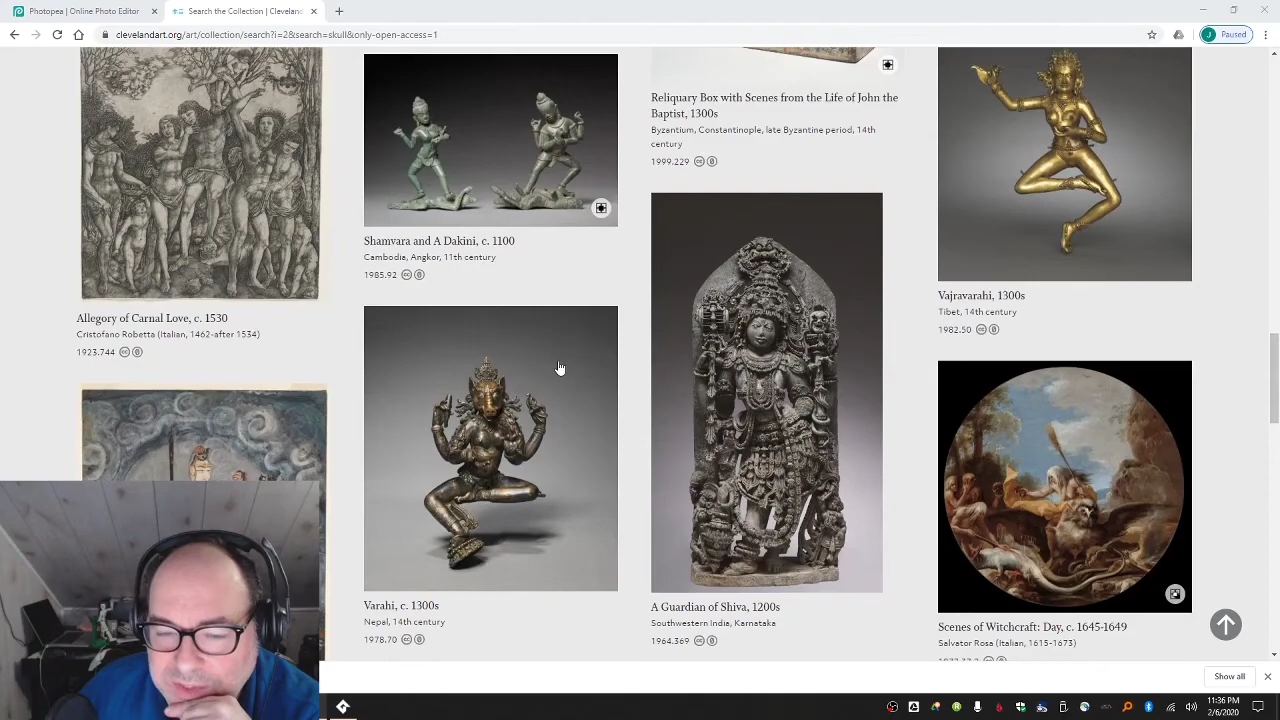 Photopea | Online Photo Editor
Search the Collection | Clevelan
clevelandart.org/art/collection/search?i=2&search=skull&only-open-access=1
J
Paused
Reliquary Box with Scenes from the Life of John the
Baptist, 1300s
Byzantium, Constantinople, late Byzantine period, 14th
century
1999.229
Shamvara and A Dakini, c. 1100
Cambodia, Angkor, 11th century
1985.92
Vajravarahi, 1300s
Tibet, 14th century
1982.50
Allegory of Carnal Love, c. 1530
Cristofano Robetta (Italian, 1462-after 1534)
1923.744
Varahi, c. 1300s
Nepal, 14th century
1978.70
A Guardian of Shiva, 1200s
Southwestern India, Karnataka
1964.369
Scenes of Witchcraft: Day, c. 1645-1649
Salvator Rosa (Italian, 1615-1673)
Show all
11:36 PM
2/6/2020